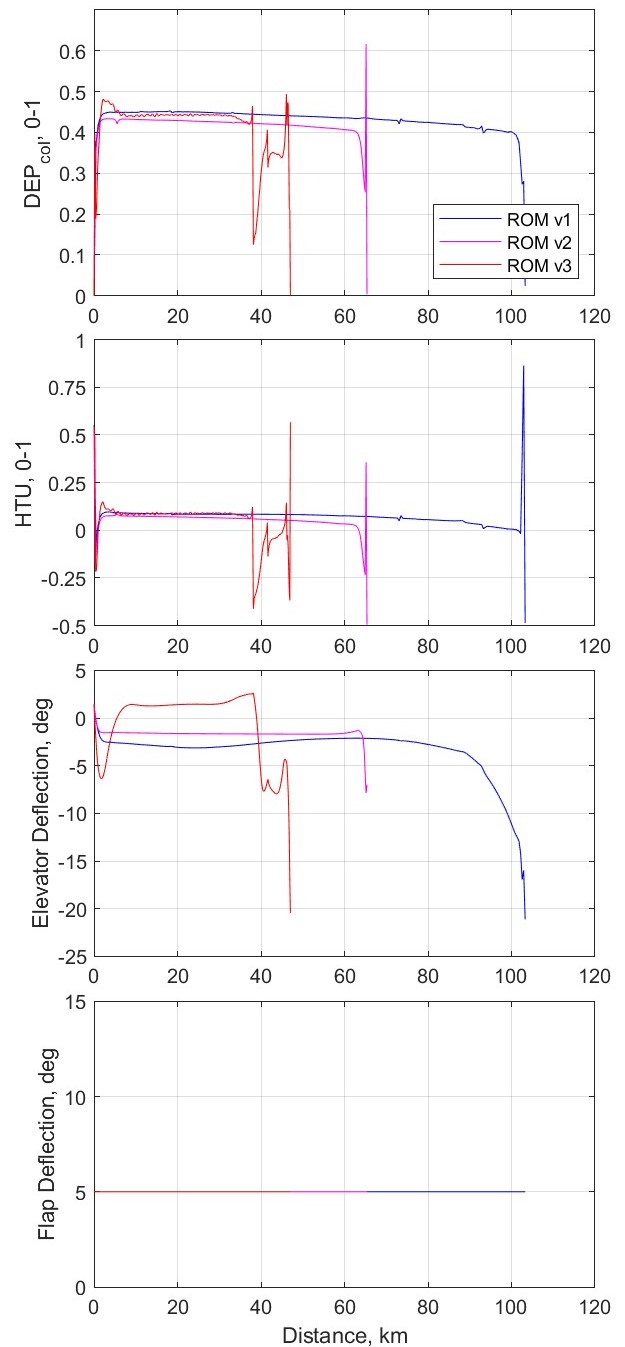 DEPcol, 0-1
0.6
0.5
0.4
0.3
0.2
0.1
0
0 20 40 60 80 100 120
ROM v1
ROM v2
ROM v3
HTU, 0-1
1
0.75
0.5
0.25
0
-0.25
-0.5
0 20 40 60 80 100 120
Elevator Deflection, deg
5
0
-5
-10
-15
-20
-25
0 20 40 60 80 100 120
Flap Deflection, deg
15
10
5
0
0 20 40 60 80 100 120
Distance, km